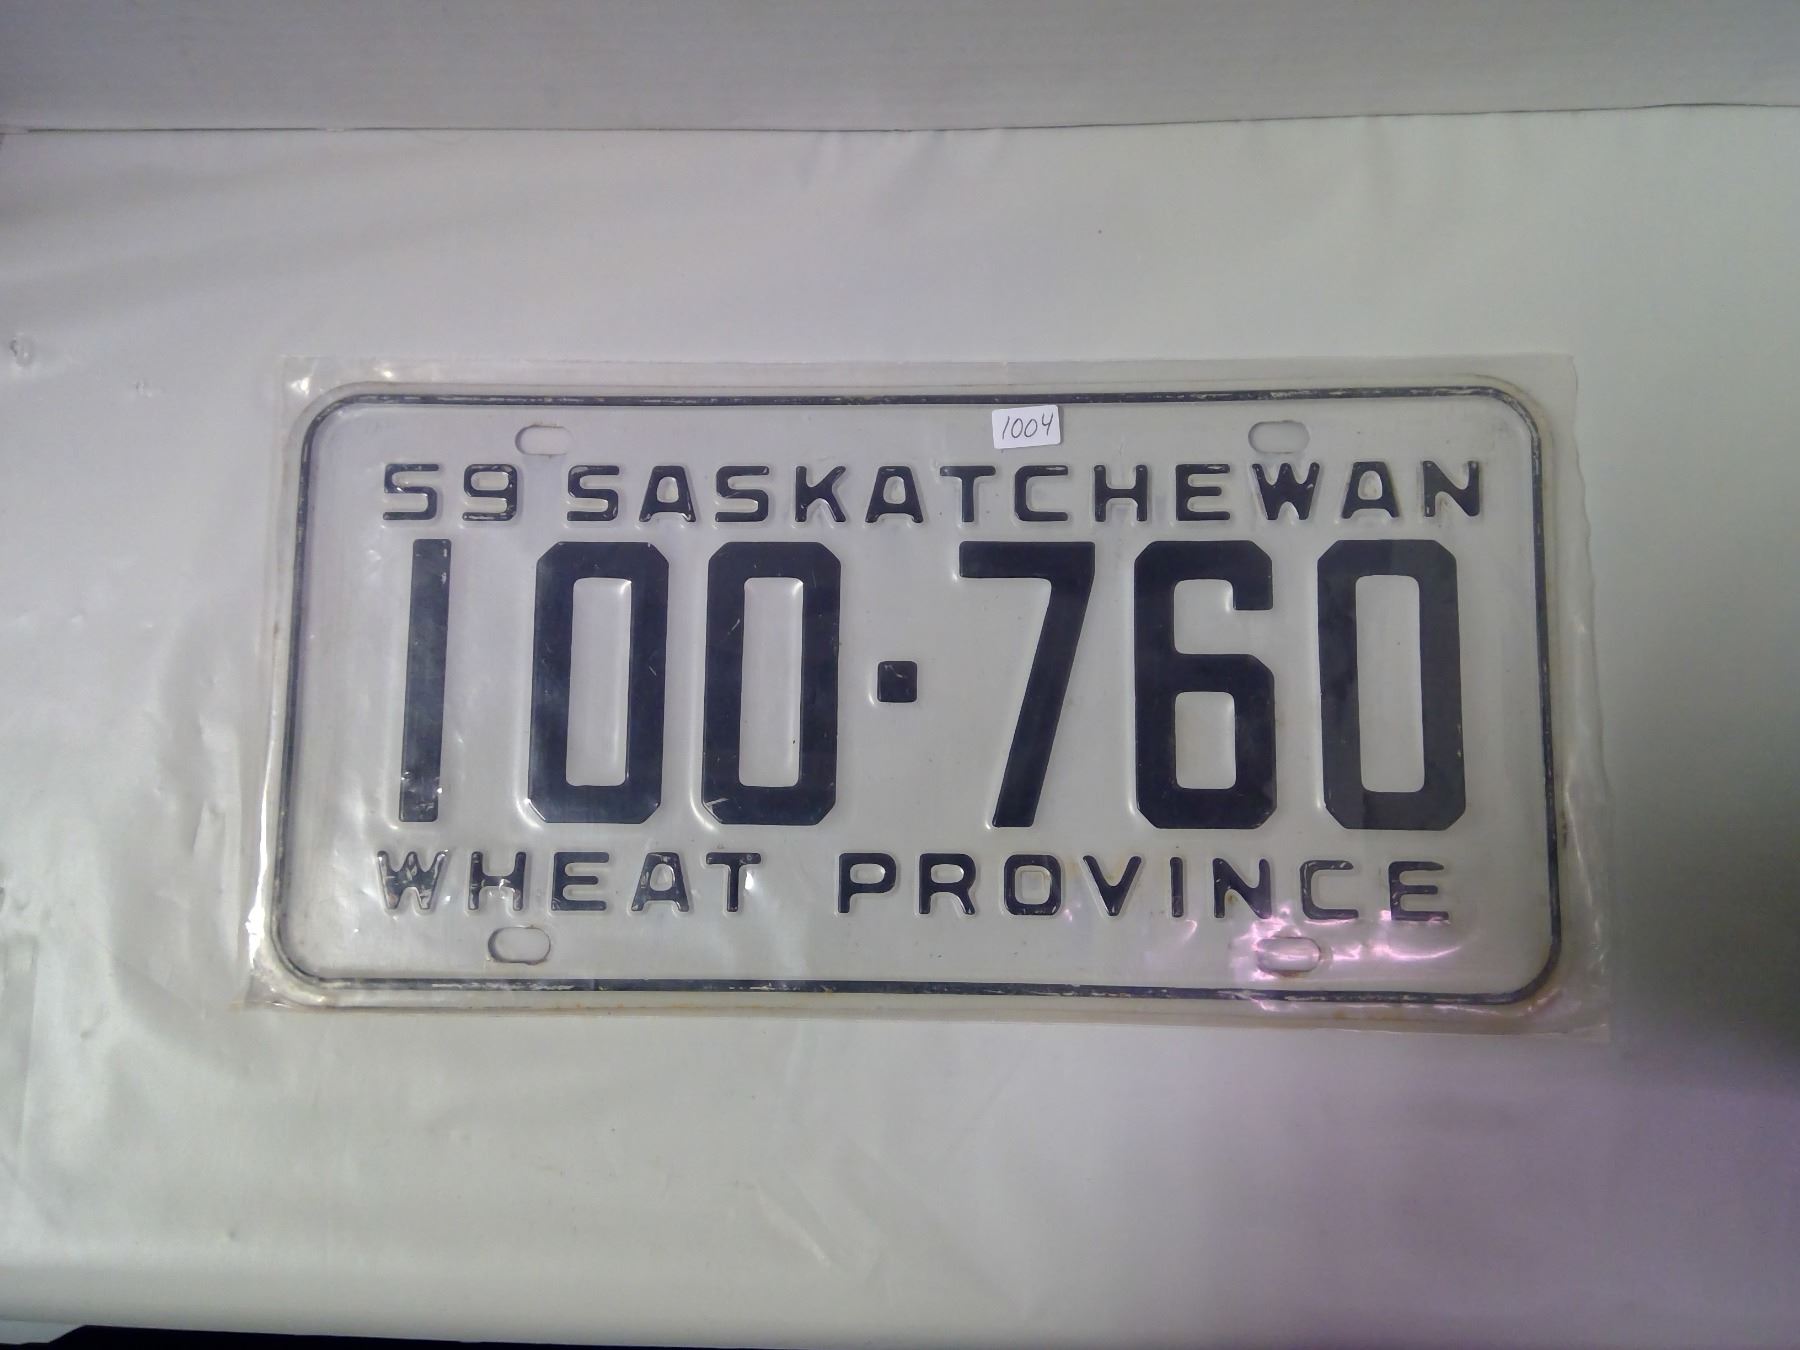 1004
59 SASKATCHEWAN
100·760
WHEAT PROVINCE